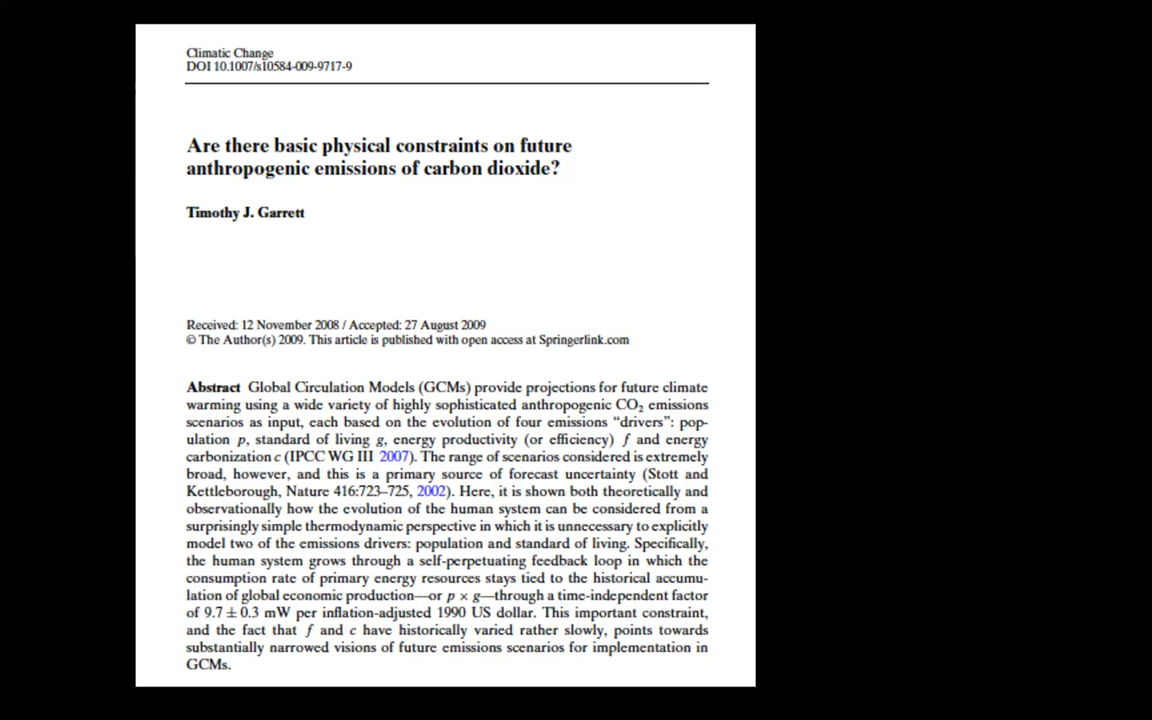 Climatic Change
DOI 10.1007/s10584-009-9717-9
Are there basic physical constraints on future
anthropogenic emissions of carbon dioxide?
Timothy J. Garrett
Received: 12 November 2008 / Accepted: 27 August 2009
© The Author(s) 2009. This article is published with open access at Springerlink.com
Abstract Global Circulation Models (GCMs) provide projections for future climate
warming using a wide variety of highly sophisticated anthropogenic CO₂ emissions
scenarios as input, each based on the evolution of four emissions “drivers”: pop-
ulation p, standard of living g, energy productivity (or efficiency) f and energy
carbonization c (IPCC WG III 2007). The range of scenarios considered is extremely
broad, however, and this is a primary source of forecast uncertainty (Stott and
Kettleborough, Nature 416:723–725, 2002). Here, it is shown both theoretically and
observationally how the evolution of the human system can be considered from a
surprisingly simple thermodynamic perspective in which it is unnecessary to explicitly
model two of the emissions drivers: population and standard of living. Specifically,
the human system grows through a self-perpetuating feedback loop in which the
consumption rate of primary energy resources stays tied to the historical accumu-
lation of global economic production—or p × g—through a time-independent factor
of 9.7 ± 0.3 mW per inflation-adjusted 1990 US dollar. This important constraint,
and the fact that f and c have historically varied rather slowly, points towards
substantially narrowed visions of future emissions scenarios for implementation in
GCMs.